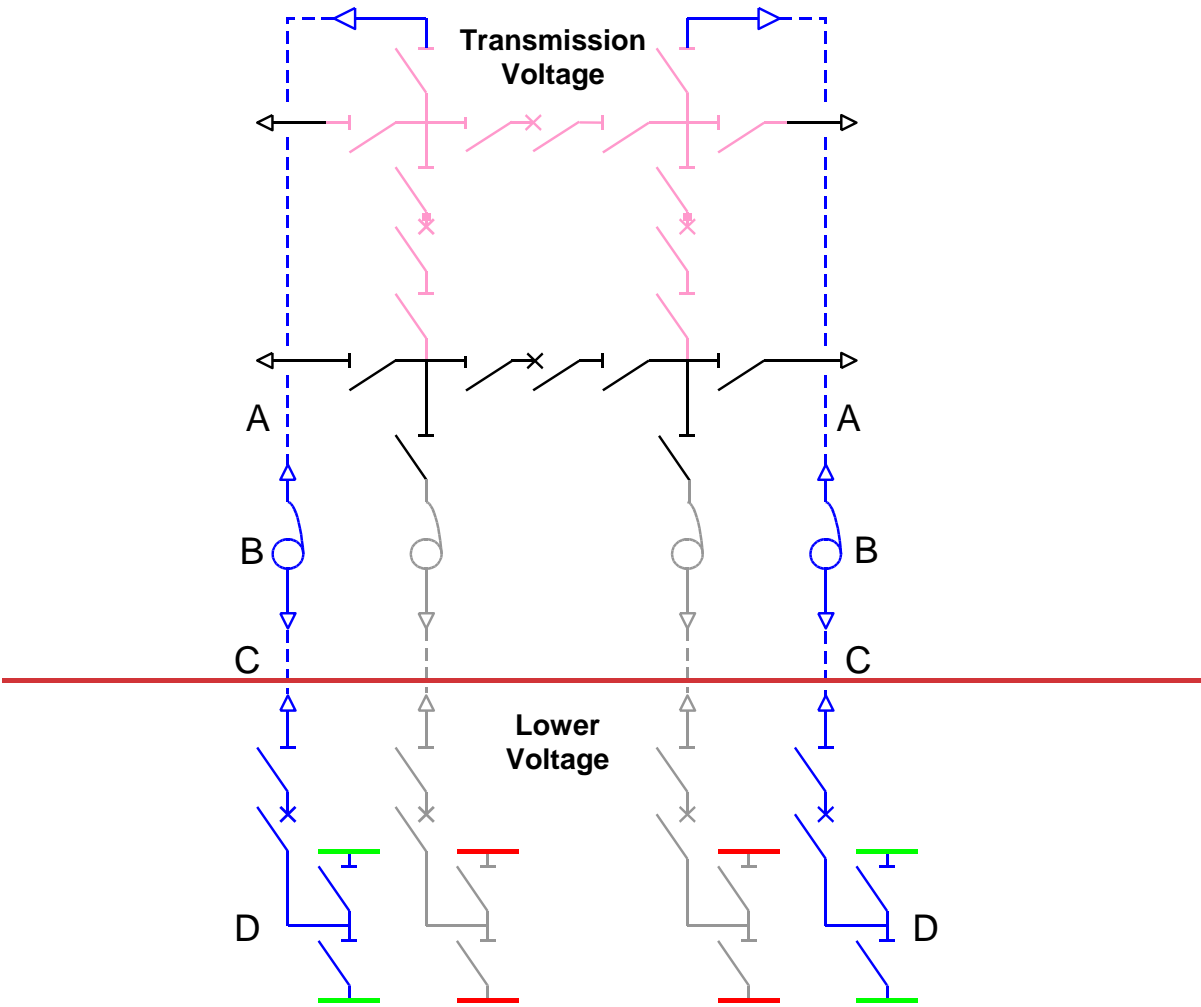 Transmission
Voltage
A A
B B
C C
Lower
Voltage
D D